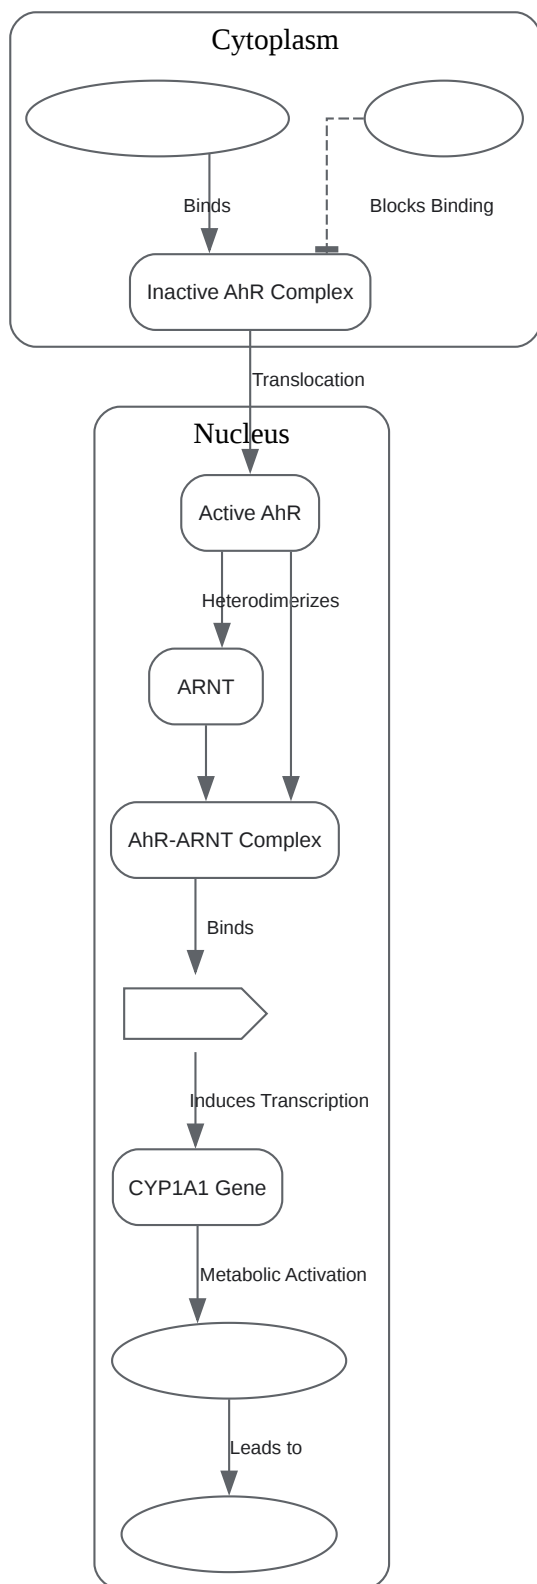 Cytoplasm
Binds
Blocks Binding
Inactive AhR Complex
Translocation
Nucleus
Active AhR
Heterodimerizes
ARNT
AhR-ARNT Complex
Binds
Induces Transcription
CYP1A1 Gene
Metabolic Activation
Leads to